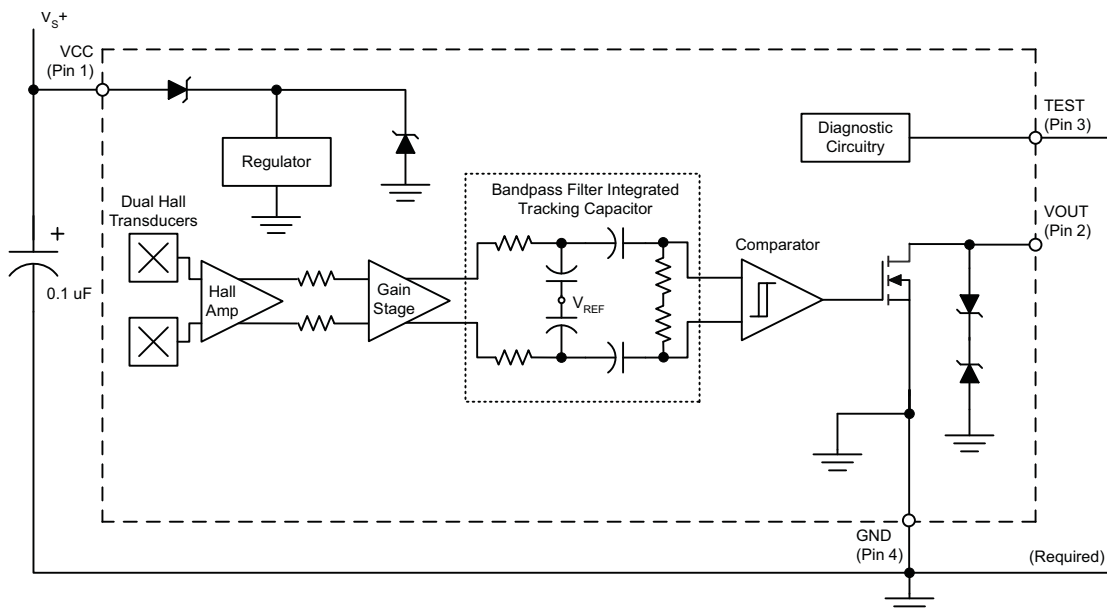 VS+
VCC
(Pin 1)
TEST
(Pin 3)
Diagnostic
Circuitry
Regulator
Bandpass Filter Integrated
Tracking Capacitor
Dual Hall
Transducers
VOUT
(Pin 2)
Comparator
+
0.1 uF
Hall
Amp
Gain
Stage
VREF
GND
(Pin 4)
(Required)